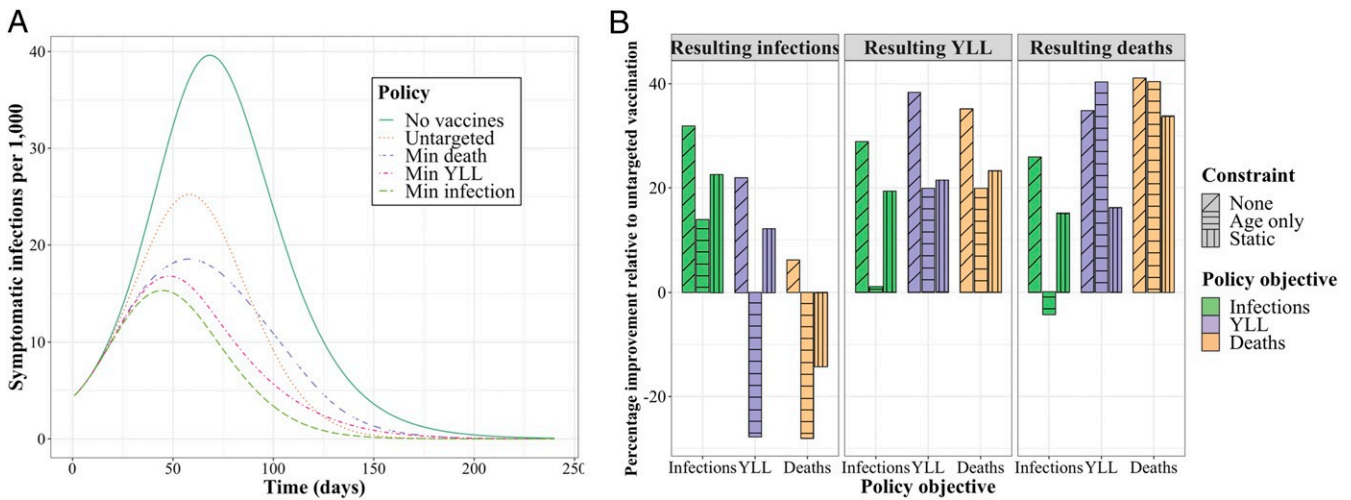 A
Symptomatic infections per 1,000
40
30
20
10
0
0
50
100
150
200
250
Time (days)
Policy
No vaccines
Untargeted
Min death
Min YLL
Min infection
B
Percentage improvement relative to untargeted vaccination
Resulting infections
Resulting YLL
Resulting deaths
40
20
0
-20
Infections YLL Deaths
Infections YLL Deaths
Infections YLL Deaths
Policy objective
Constraint
None
Age only
Static
Policy objective
Infections
YLL
Deaths